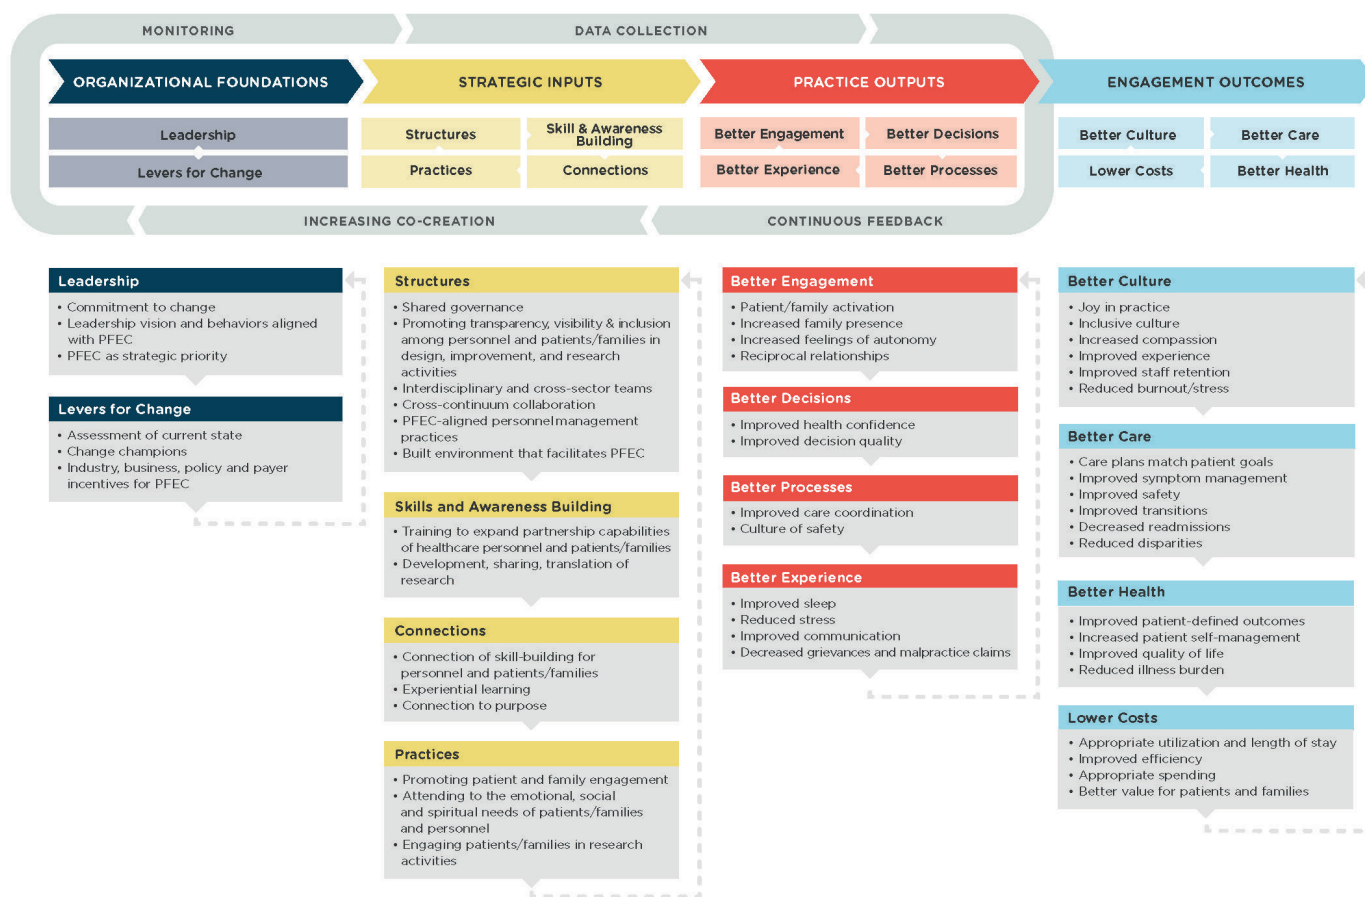 MONITORING
DATA COLLECTION
ORGANIZATIONAL FOUNDATIONS
STRATEGIC INPUTS
PRACTICE OUTPUTS
ENGAGEMENT OUTCOMES
Leadership
Levers for Change
Structures
Skill & Awareness
Building
Practices
Connections
Better Engagement
Better Decisions
Better Experience
Better Processes
Better Culture
Better Care
Lower Costs
Better Health
INCREASING CO-CREATION
CONTINUOUS FEEDBACK
Leadership
• Commitment to change
• Leadership vision and behaviors aligned
with PFEC
• PFEC as strategic priority
Levers for Change
• Assessment of current state
• Change champions
• Industry, business, policy and payer
incentives for PFEC
Structures
• Shared governance
• Promoting transparency, visibility & inclusion
among personnel and patients/families in
design, improvement, and research
activities
• Interdisciplinary and cross-sector teams
• Cross-continuum collaboration
• PFEC-aligned personnel management
practices
• Built environment that facilitates PFEC
Skills and Awareness Building
• Training to expand partnership capabilities
of healthcare personnel and patients/families
• Development, sharing, translation of
research
Connections
• Connection of skill-building for
personnel and patients/families
• Experiential learning
• Connection to purpose
Practices
• Promoting patient and family engagement
• Attending to the emotional, social
and spiritual needs of patients/families
and personnel
• Engaging patients/families in research
activities
Better Engagement
• Patient/family activation
• Increased family presence
• Increased feelings of autonomy
• Reciprocal relationships
Better Decisions
• Improved health confidence
• Improved decision quality
Better Processes
• Improved care coordination
• Culture of safety
Better Experience
• Improved sleep
• Reduced stress
• Improved communication
• Decreased grievances and malpractice claims
Better Culture
• Joy in practice
• Inclusive culture
• Increased compassion
• Improved experience
• Improved staff retention
• Reduced burnout/stress
Better Care
• Care plans match patient goals
• Improved symptom management
• Improved safety
• Improved transitions
• Decreased readmissions
• Reduced disparities
Better Health
• Improved patient-defined outcomes
• Increased patient self-management
• Improved quality of life
• Reduced illness burden
Lower Costs
• Appropriate utilization and length of stay
• Improved efficiency
• Appropriate spending
• Better value for patients and families